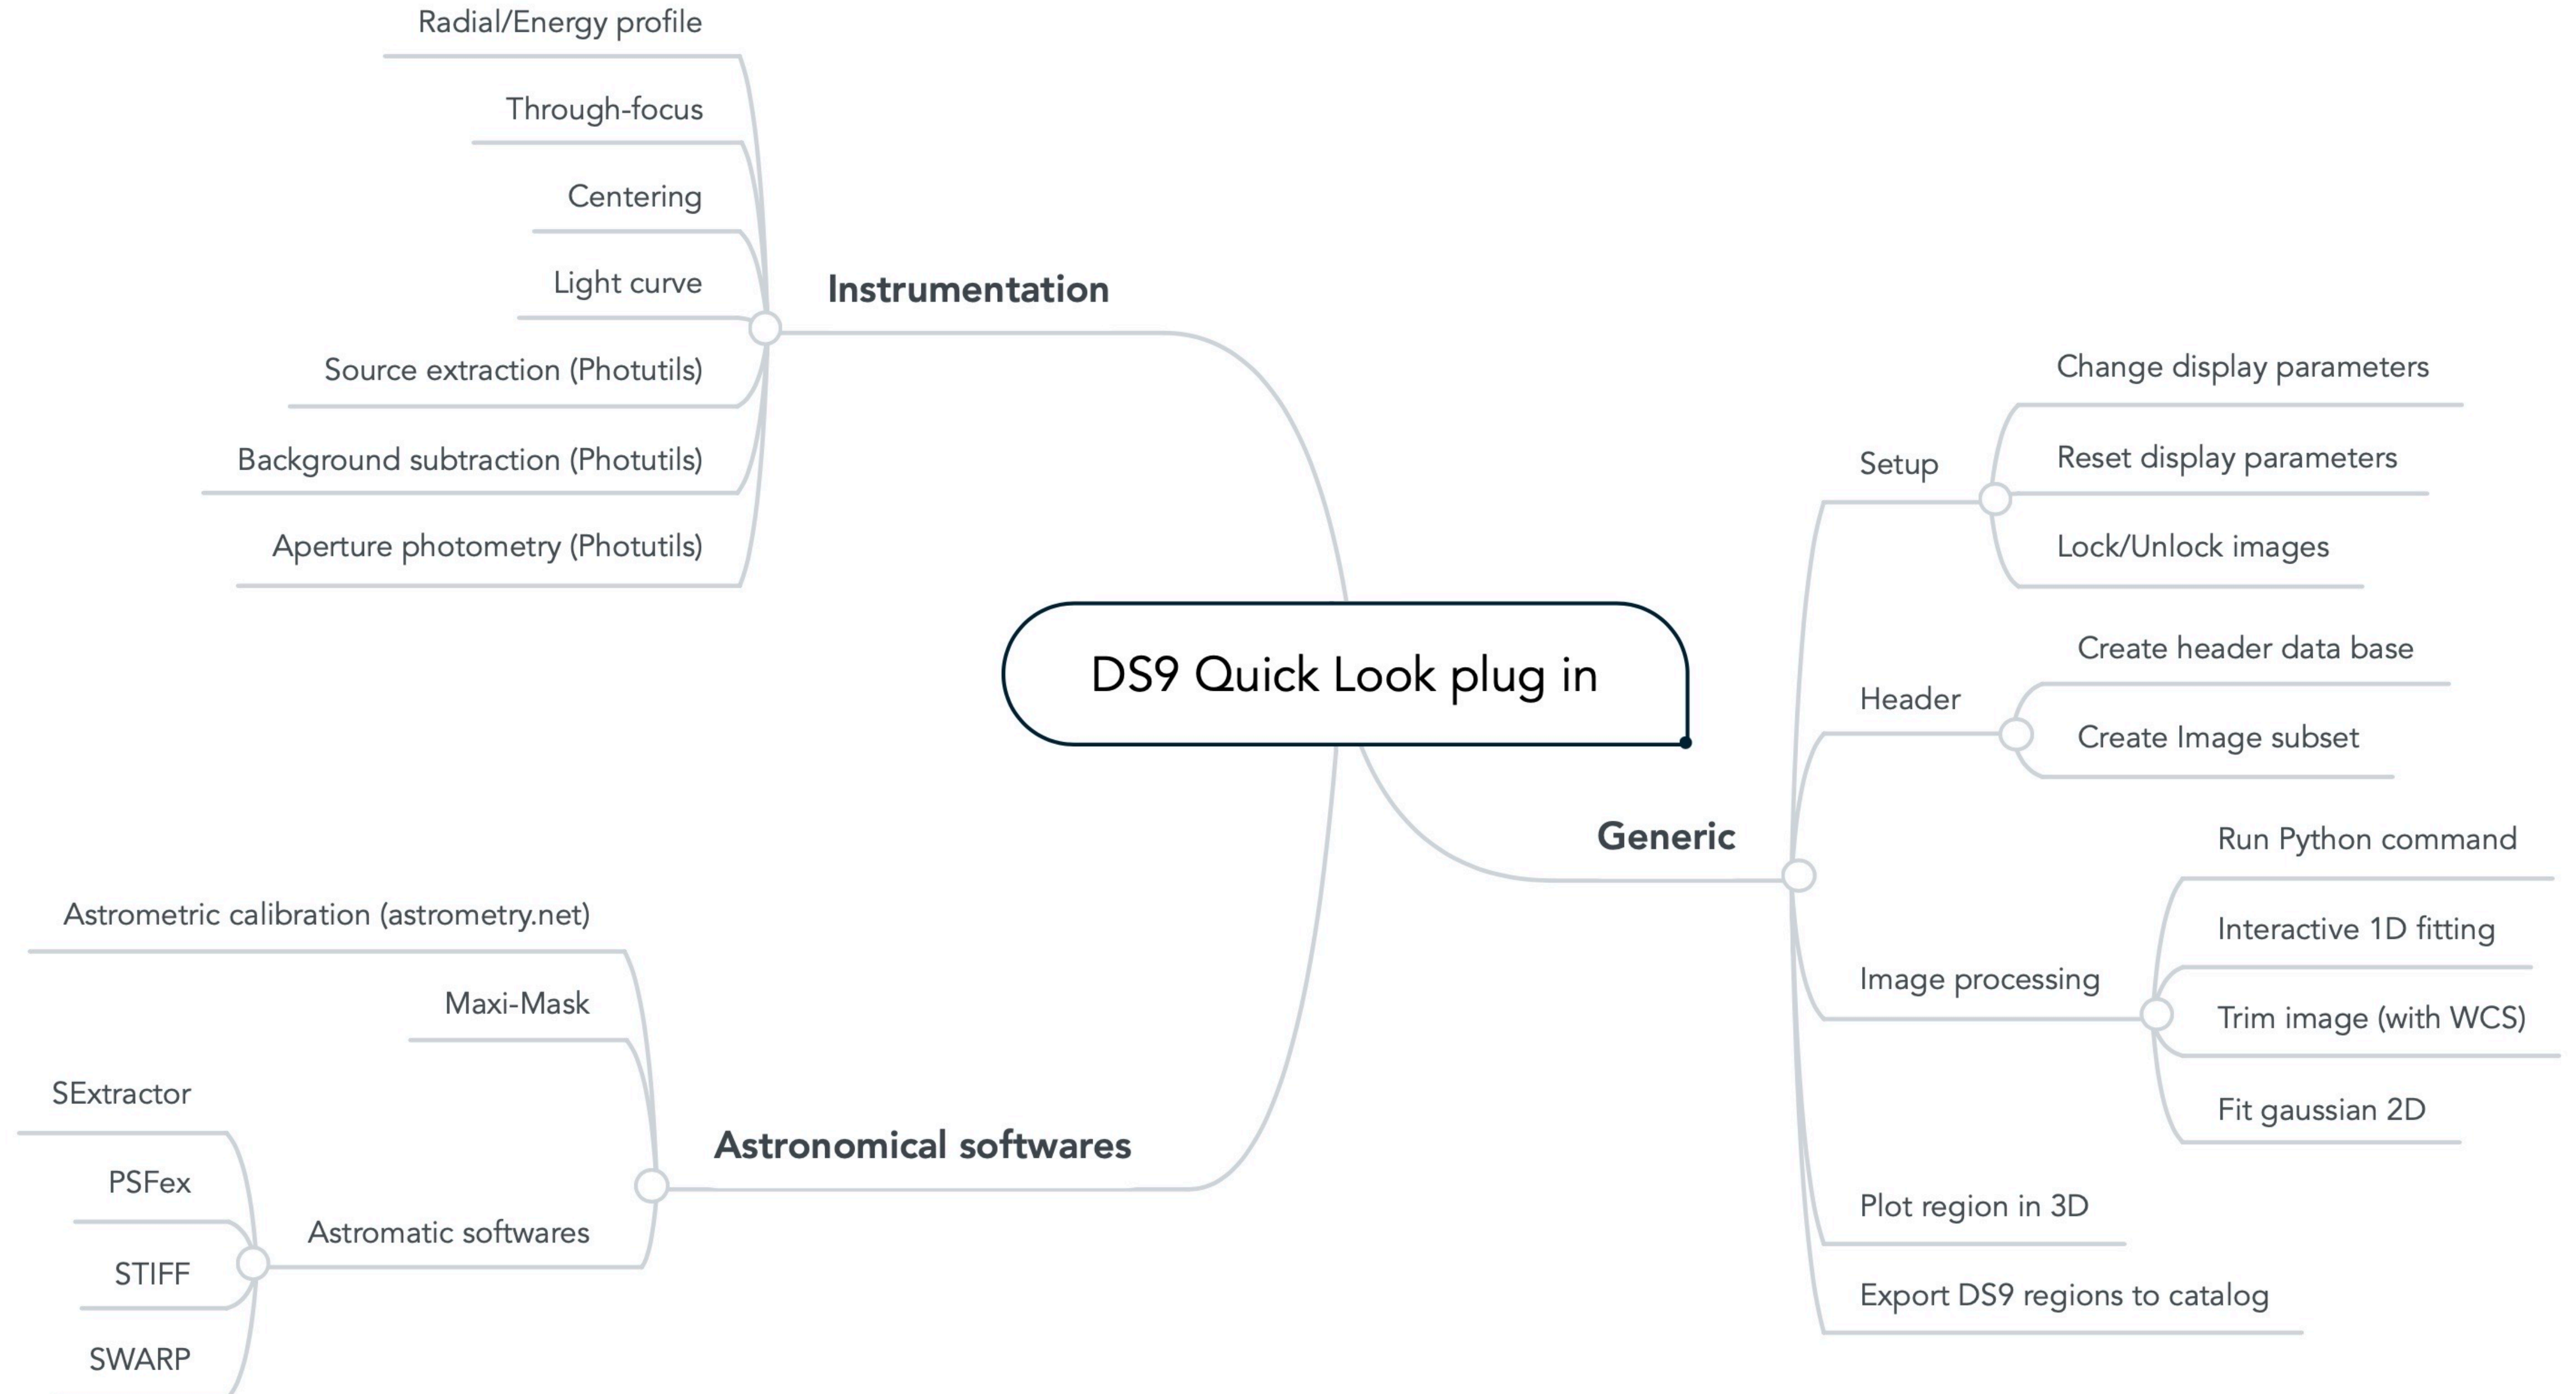 Radial/Energy profile
Through-focus
Centering
Light curve
Source extraction (Photutils)
Background subtraction (Photutils)
Aperture photometry (Photutils)
Instrumentation
DS9 Quick Look plug in
Setup
Change display parameters
Reset display parameters
Lock/Unlock images
Header
Create header data base
Create Image subset
Generic
Image processing
Run Python command
Interactive 1D fitting
Trim image (with WCS)
Fit gaussian 2D
Plot region in 3D
Export DS9 regions to catalog
Astronomical softwares
Astrometric calibration (astrometry.net)
Maxi-Mask
Astromatic softwares
SExtractor
PSFex
STIFF
SWARP